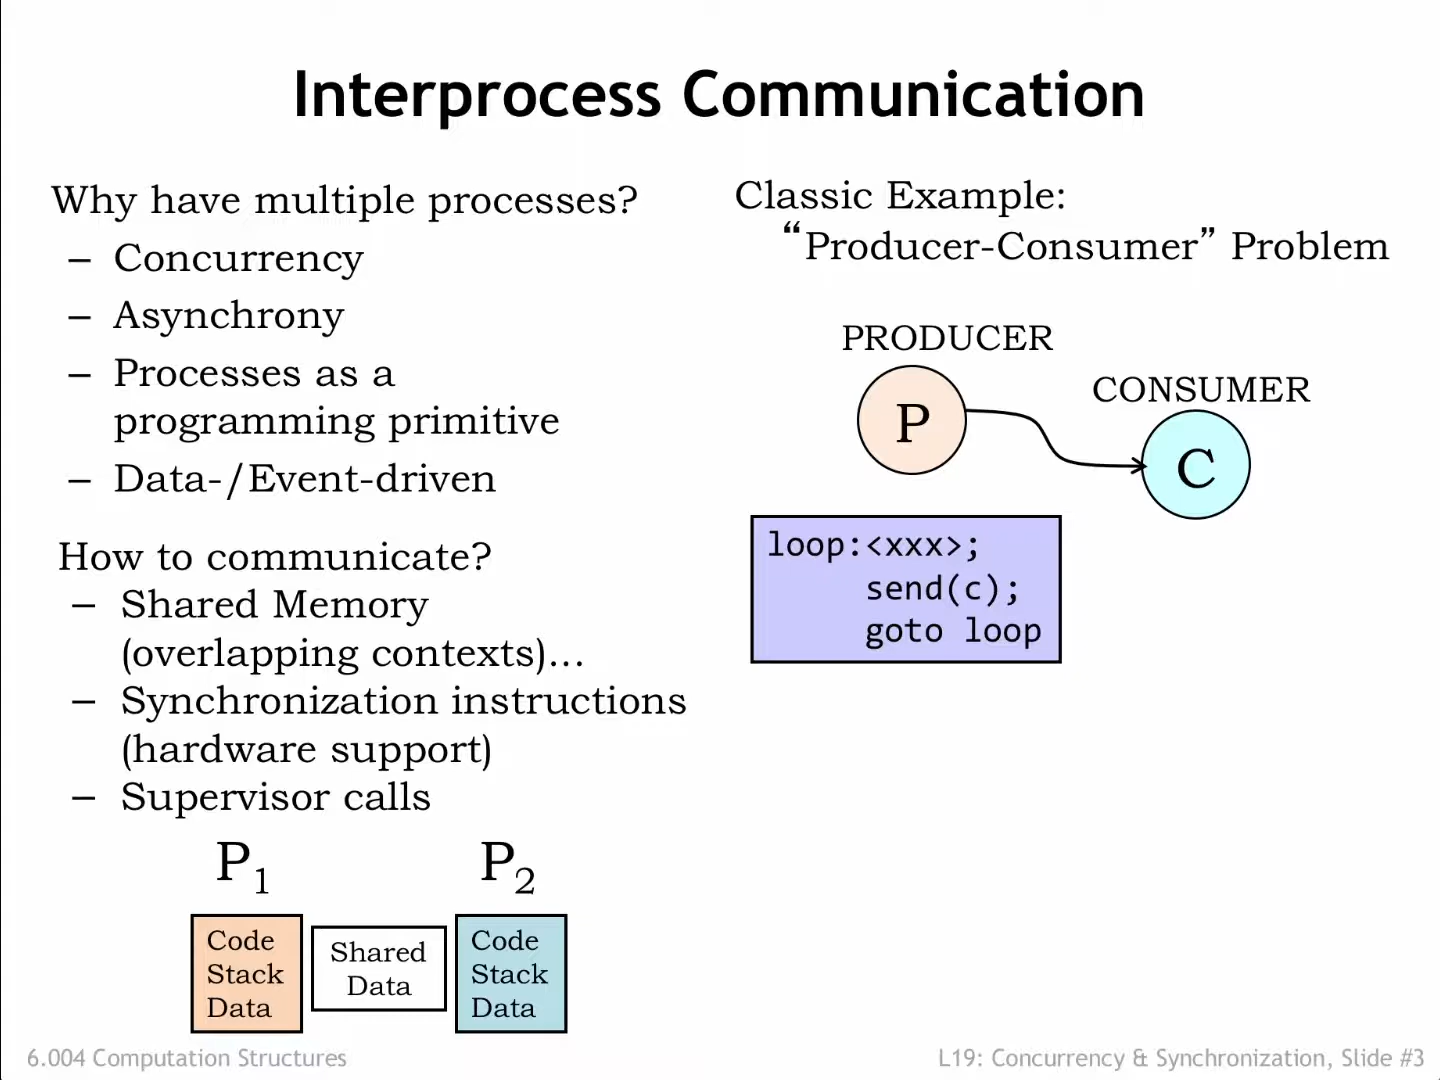 Interprocess Communication
Why have multiple processes?
– Concurrency
– Asynchrony
– Processes as a
programming primitive
– Data-/Event-driven
How to communicate?
– Shared Memory
(overlapping contexts)...
– Synchronization instructions
(hardware support)
– Supervisor calls
P1
P2
Code
Stack
Data
Shared
Data
Code
Stack
Data
Classic Example:
“Producer-Consumer” Problem
PRODUCER
P
CONSUMER
C
loop:<xxx>;
send(c);
goto loop
6.004 Computation Structures
L19: Concurrency & Synchronization, Slide #3